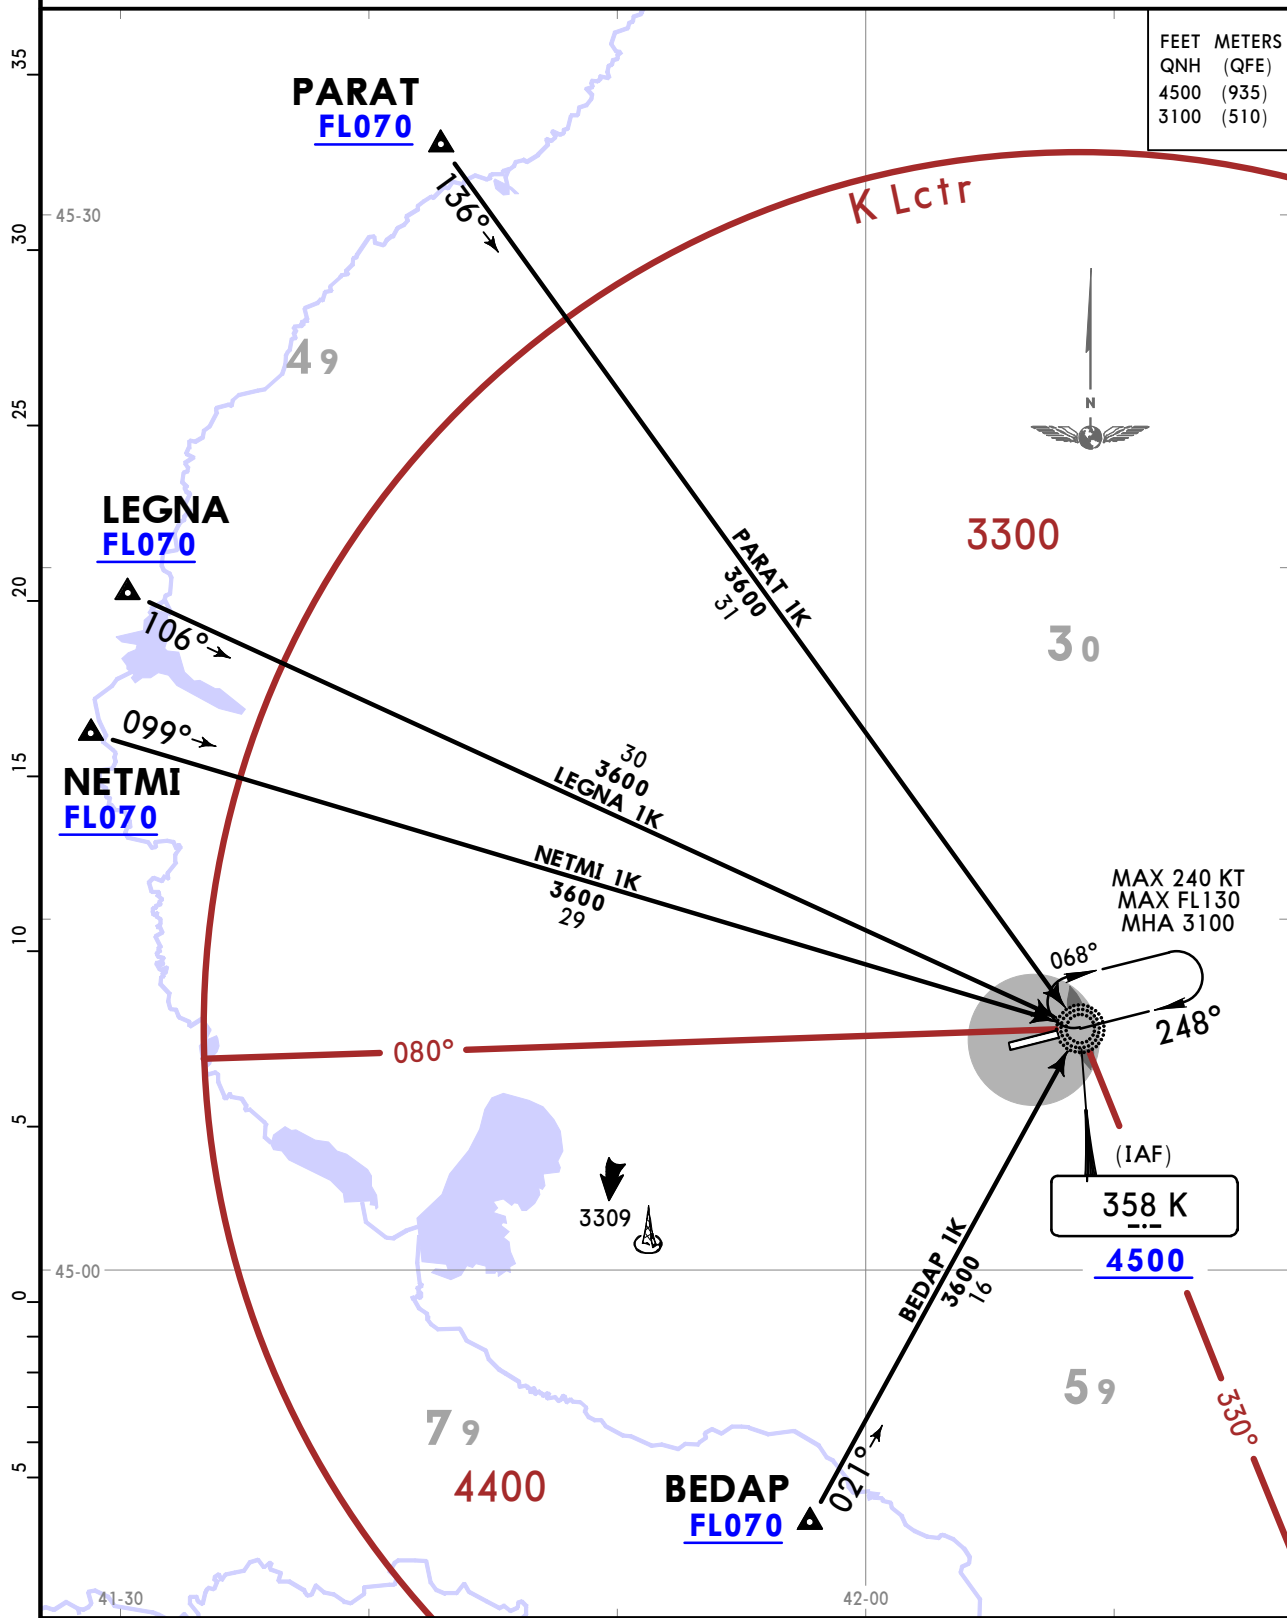 FEET METERS
QNH (QFE)
4500 (935)
3100 (510)
35
PARAT
FL070
136°
K Lctr
45-30
30
N
49
25
LEGNA
FL070
3300
PARAT 1K
3600
31
20
106°
30
099°
30
3600
LEGNA 1K
15
NETMI
FL070
NETMI 1K
3600
29
MAX 240 KT
MAX FL130
MHA 3100
10
068°
248°
080°
5
(IAF)
358 K
4500
3309
BEDAP 1K
3600
16
45-00
0
59
79
330°
021°
5
4400
BEDAP
FL070
41-30
42-00